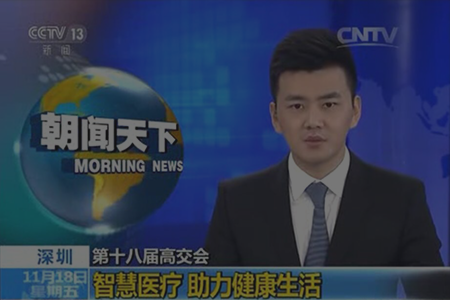 CCTV 13
新闻
CNTV
朝闻天下
MORNING NEWS
深圳
第十八届高交会
11月18日
星期五
智慧医疗 助力健康生活